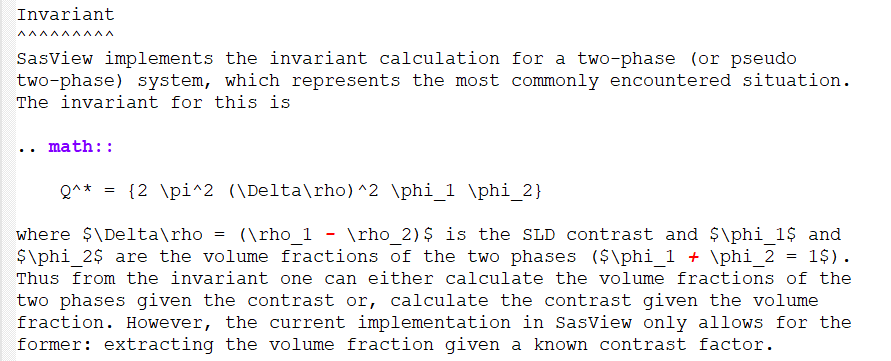 Invariant
^^^^^^^^^
SasView implements the invariant calculation for a two-phase (or pseudo
two-phase) system, which represents the most commonly encountered situation.
The invariant for this is
.. math::
Q^* = {2 \pi^2 (\Delta\rho)^2 \phi_1 \phi_2}
where $\Delta\rho = (\rho_1 - \rho_2)$ is the SLD contrast and $\phi_1$ and
$\phi_2$ are the volume fractions of the two phases ($\phi_1 + \phi_2 = 1$).
Thus from the invariant one can either calculate the volume fractions of the
two phases given the contrast or, calculate the contrast given the volume
fraction. However, the current implementation in SasView only allows for the
former: extracting the volume fraction given a known contrast factor.